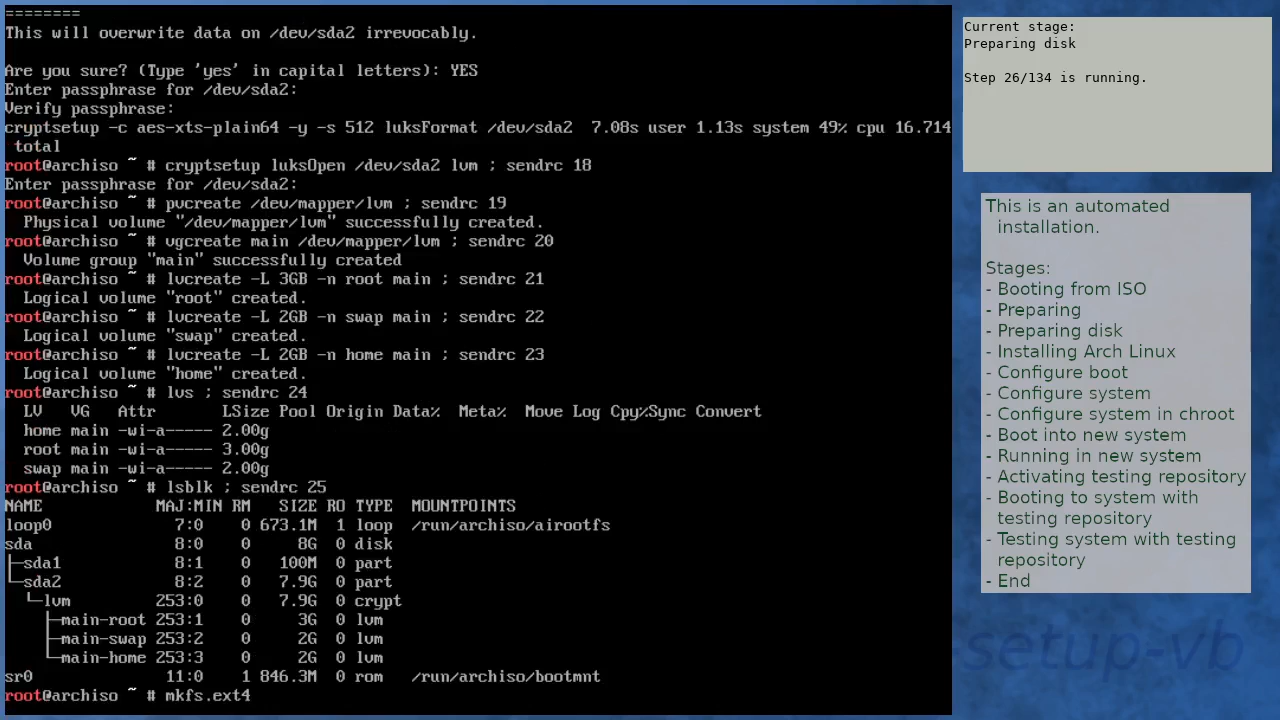 ========
This will overwrite data on /dev/sda2 irrevocably.
Are you sure? (Type 'yes' in capital letters): YES
Enter passphrase for /dev/sda2:
Verify passphrase:
cryptsetup -c aes-xts-plain64 -y -s 512 luksFormat /dev/sda2  7.08s user 1.13s system 49% cpu 16.714
 total
root@archiso ~ # cryptsetup luksOpen /dev/sda2 lvm ; sendrc 18
Enter passphrase for /dev/sda2:
root@archiso ~ # pvcreate /dev/mapper/lvm ; sendrc 19
  Physical volume "/dev/mapper/lvm" successfully created.
root@archiso ~ # vgcreate main /dev/mapper/lvm ; sendrc 20
  Volume group "main" successfully created
root@archiso ~ # lvcreate -L 3GB -n root main ; sendrc 21
  Logical volume "root" created.
root@archiso ~ # lvcreate -L 2GB -n swap main ; sendrc 22
  Logical volume "swap" created.
root@archiso ~ # lvcreate -L 2GB -n home main ; sendrc 23
  Logical volume "home" created.
root@archiso ~ # lvs ; sendrc 24
  LV   VG   Attr       LSize Pool Origin Data%  Meta%  Move Log Cpy%Sync Convert
  home main -wi-a----- 2.00g
  root main -wi-a----- 3.00g
  swap main -wi-a----- 2.00g
root@archiso ~ # lsblk ; sendrc 25
NAME            MAJ:MIN RM   SIZE RO TYPE  MOUNTPOINTS
loop0             7:0    0 673.1M  1 loop  /run/archiso/airootfs
sda               8:0    0     8G  0 disk
├─sda1            8:1    0   100M  0 part
└─sda2            8:2    0   7.9G  0 part
  └─lvm         253:0    0   7.9G  0 crypt
    ├─main-root 253:1    0     3G  0 lvm
    ├─main-swap 253:2    0     2G  0 lvm
    └─main-home 253:3    0     2G  0 lvm
sr0              11:0    1 846.3M  0 rom   /run/archiso/bootmnt
root@archiso ~ # mkfs.ext4
Current stage:
Preparing disk
Step 26/134 is running.
This is an automated
installation.
Stages:
- Booting from ISO
- Preparing
- Preparing disk
- Installing Arch Linux
- Configure boot
- Configure system
- Configure system in chroot
- Boot into new system
- Running in new system
- Activating testing repository
- Booting to system with
testing repository
- Testing system with testing
repository
- End
-setup-vb